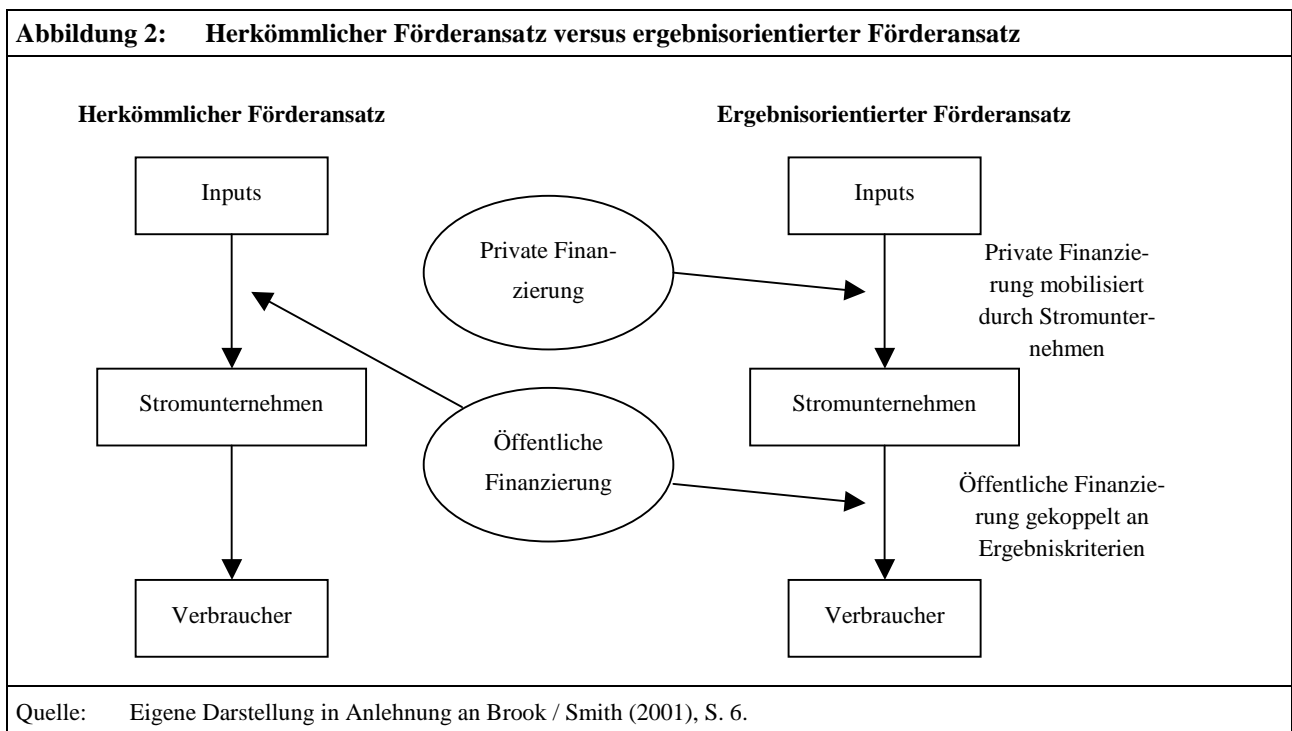 Abbildung 2: Herkömmlicher Förderansatz versus ergebnisorientierter Förderansatz
Herkömmlicher Förderansatz
Ergebnisorientierter Förderansatz
Inputs
Inputs
Private Finan-
zierung
Private Finanzie-
rung mobilisiert
durch Stromunter-
nehmen
Stromunternehmen
Stromunternehmen
Öffentliche
Finanzierung
Öffentliche Finanzie-
rung gekoppelt an
Ergebniskriterien
Verbraucher
Verbraucher
Quelle: Eigene Darstellung in Anlehnung an Brook / Smith (2001), S. 6.